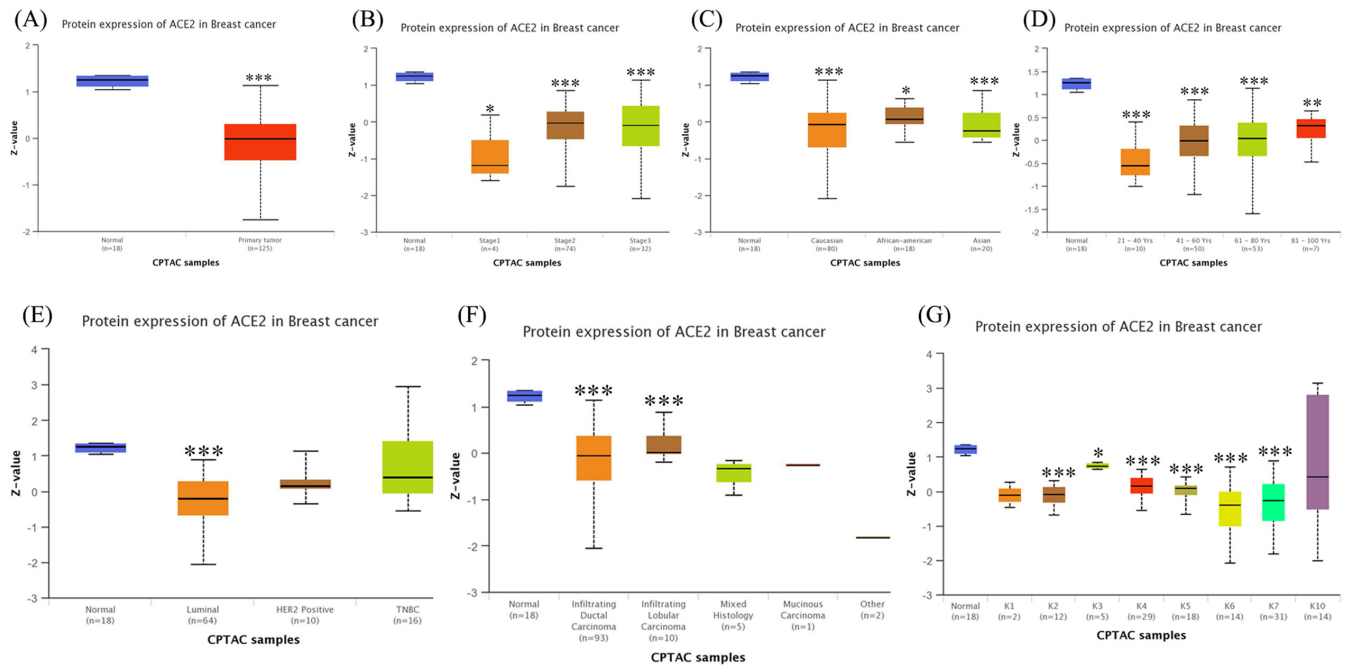 (A)
Protein expression of ACE2 in Breast cancer
2
1
0
-1
-2
Z-value
***
Normal
(n=18)
Primary tumor
(n=125)
CPTAC samples
(B)
Protein expression of ACE2 in Breast cancer
2
1
0
-1
-2
-3
Z-value
*
***
***
Normal
(n=18)
Stage1
(n=4)
Stage2
(n=74)
Stage3
(n=32)
CPTAC samples
(C)
Protein expression of ACE2 in Breast cancer
2
1
0
-1
-2
-3
Z-value
***
*
***
Normal
(n=18)
Caucasian
(n=80)
African-american
(n=18)
Asian
(n=20)
CPTAC samples
(D)
Protein expression of ACE2 in Breast cancer
2
1.5
1
0.5
0
-0.5
-1
-1.5
-2
Z-value
***
***
***
**
Normal
(n=18)
21 - 40 Yrs
(n=10)
41 - 60 Yrs
(n=50)
61 - 80 Yrs
(n=53)
81 - 100 Yrs
(n=7)
CPTAC samples
(E)
Protein expression of ACE2 in Breast cancer
4
3
2
1
0
-1
-2
-3
Z-value
***
Normal
(n=18)
Luminal
(n=64)
HER2 Positive
(n=10)
TNBC
(n=16)
CPTAC samples
(F)
Protein expression of ACE2 in Breast cancer
2
1
0
-1
-2
-3
Z-value
***
***
Normal
(n=18)
Infiltrating
Ductal
Carcinoma
(n=93)
Infiltrating
Lobular
Carcinoma
(n=10)
Mixed
Histology
(n=5)
Mucinous
Carcinoma
(n=1)
Other
(n=2)
CPTAC samples
(G)
Protein expression of ACE2 in Breast cancer
4
3
2
1
0
-1
-2
-3
Z-value
***
*
***
***
***
***
Normal
(n=18)
K1
(n=2)
K2
(n=12)
K3
(n=5)
K4
(n=29)
K5
(n=18)
K6
(n=14)
K7
(n=31)
K10
(n=14)
CPTAC samples